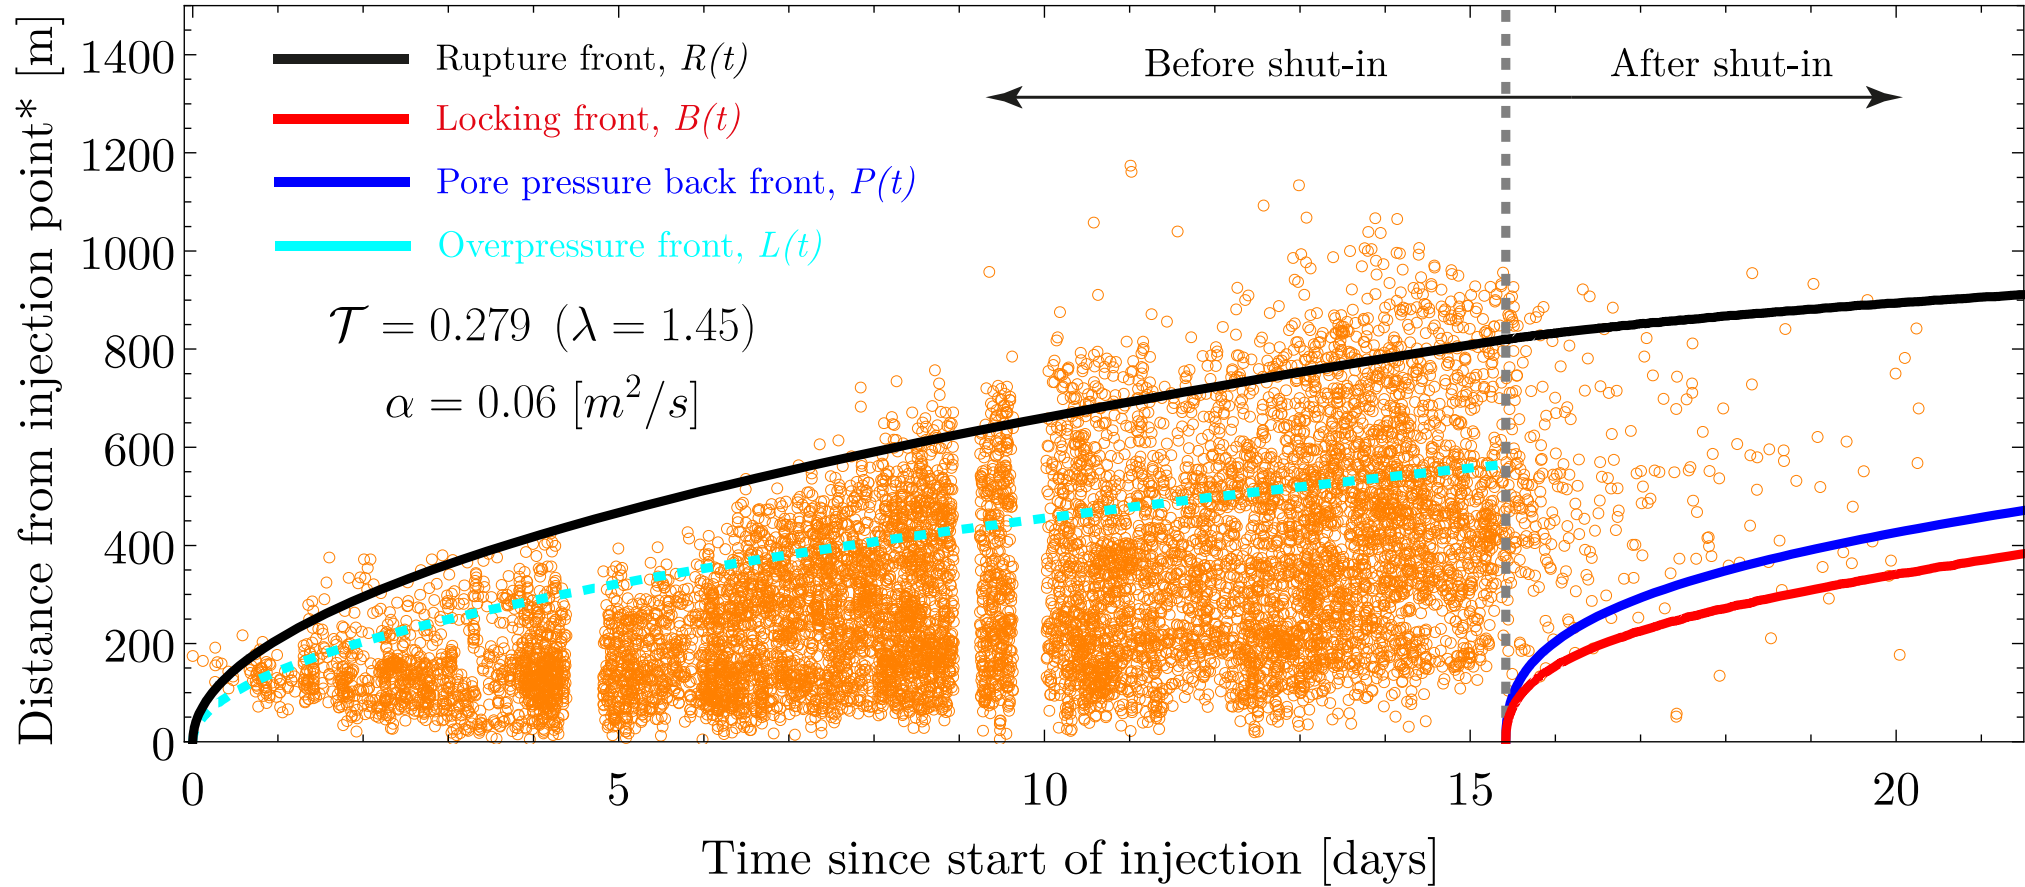 Distance from injection point* [m]
1400
1200
1000
800
600
400
200
0
Rupture front, R(t)
Locking front, B(t)
Pore pressure back front, P(t)
Overpressure front, L(t)
𝒯 = 0.279 (λ = 1.45)
α = 0.06 [m²/s]
Before shut-in
After shut-in
0 5 10 15 20
Time since start of injection [days]